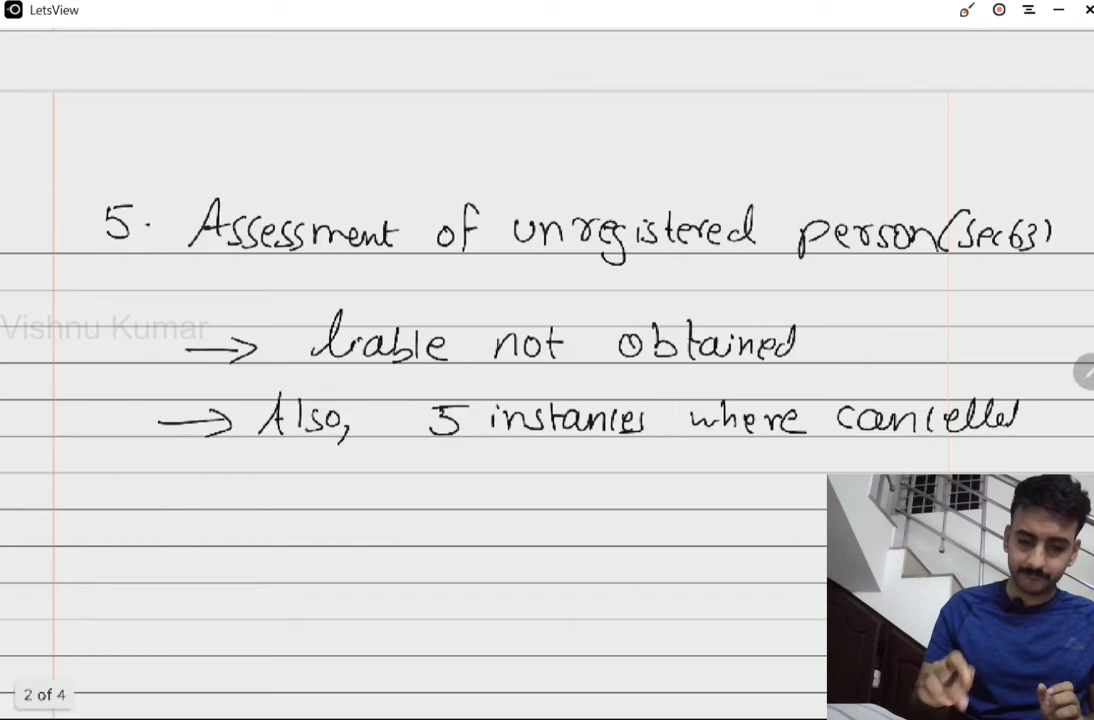 LetsView
5. Assessment of unregistered person (Sec 63)
Vishnu Kumar
→ liable not obtained
→ Also, 5 instances where cancelled
2 of 4